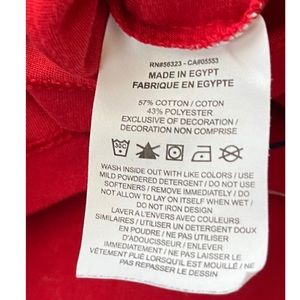 RN#56323 - CA#05553
MADE IN EGYPT
FABRIQUE EN EGYPTE
57% COTTON / COTON
43% POLYESTER
EXCLUSIVE OF DECORATION /
DECORATION NON COMPRISE
WASH INSIDE OUT WITH LIKE COLORS / USE
MILD POWDERED DETERGENT / DO NOT USE
SOFTENERS / REMOVE IMMEDIATELY / DO
NOT ALLOW TO LAY ON ITSELF WHEN WET /
DO NOT IRON DESIGN
LAVER A L'ENVERS AVEC COULEURS
SIMILAIRES / UTILISER UN DETERGENT DOUX
EN POUDRE / NE PAS UTILISER
D'ADOUCISSEUR / ENLEVER
IMMEDIATEMENT / NE LAISSER PAS LE
VÊTEMENT PLIÉ LORSQU'IL EST MOUILLÉ / NE
PAS REPASSER LE DESSIN